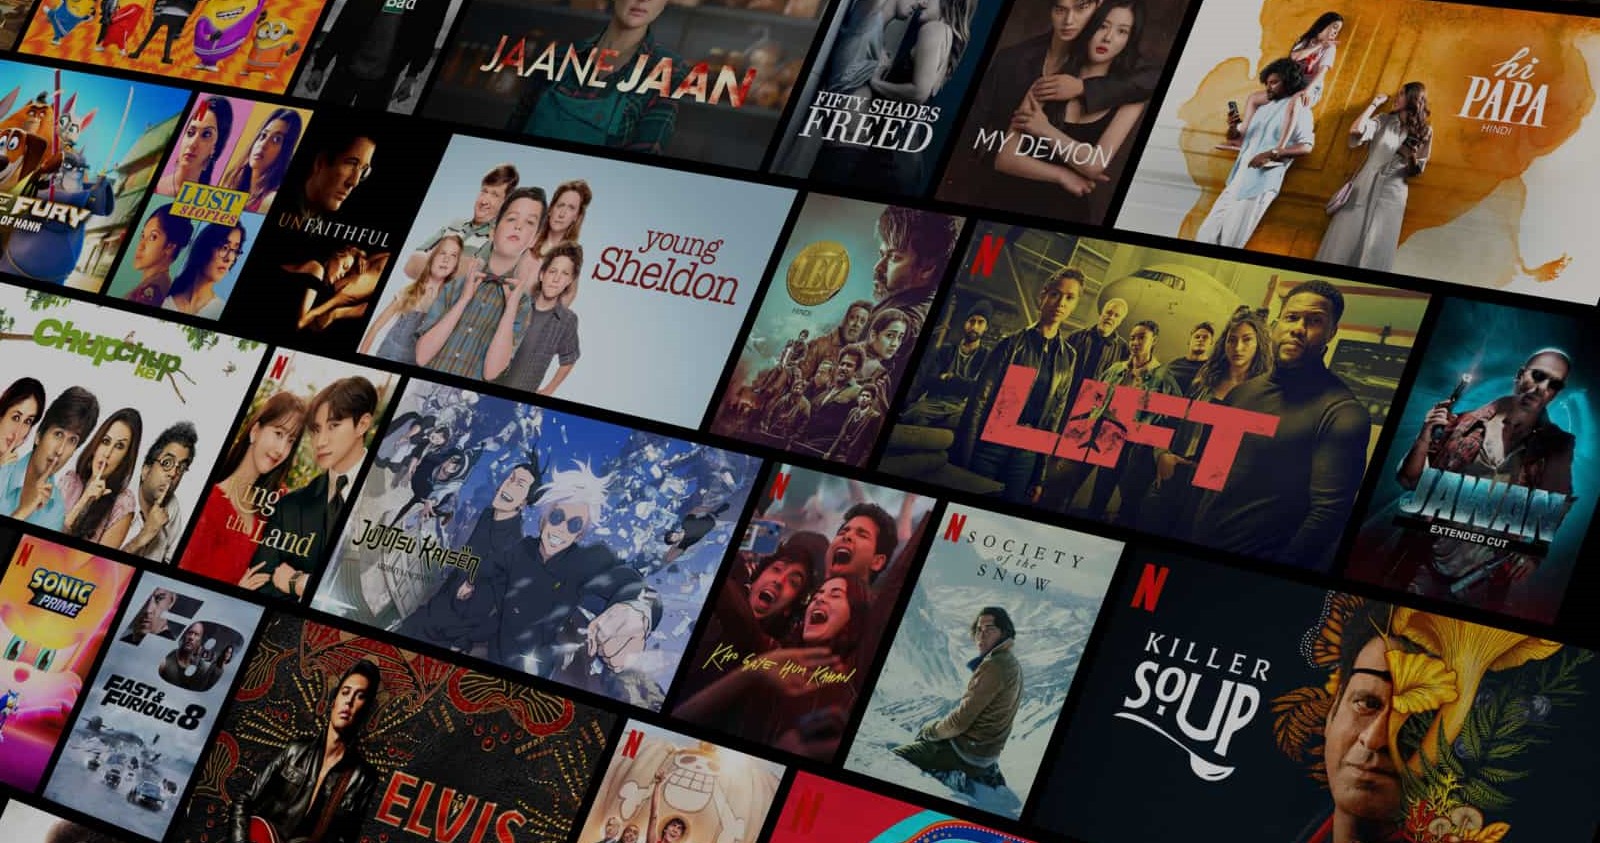 Bad
JAANE JAAN
FIFTY SHADES
FREED
MY DEMON
hi
PAPA
HINDI
FURY
OF HANK
LUST
stories
UNFAITHFUL
young
Sheldon
LEO
HINDI
N
LIFT
JAWAN
EXTENDED CUT
Chup Chup
ke
N
King
the Land
JUJUTSU KAISEN
N
KHO GAYE HUM KAHAN
N
SOCIETY
of the
SNOW
N
KILLER
SOUP
N
SONIC
PRIME
F8
FAST &
FURIOUS 8
ELVIS
N
N